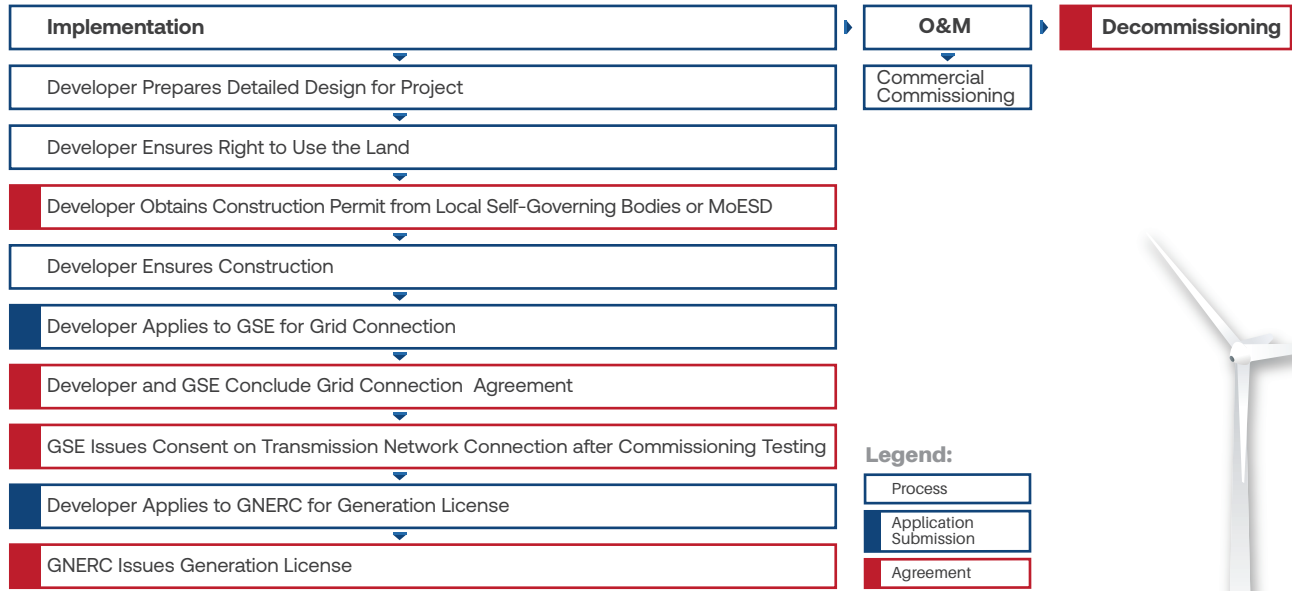 Implementation
Developer Prepares Detailed Design for Project
Developer Ensures Right to Use the Land
Developer Obtains Construction Permit from Local Self-Governing Bodies or MoESD
Developer Ensures Construction
Developer Applies to GSE for Grid Connection
Developer and GSE Conclude Grid Connection Agreement
GSE Issues Consent on Transmission Network Connection after Commissioning Testing
Developer Applies to GNERC for Generation License
GNERC Issues Generation License
O&M
Commercial
Commissioning
Decommissioning
Legend:
Process
Application
Submission
Agreement